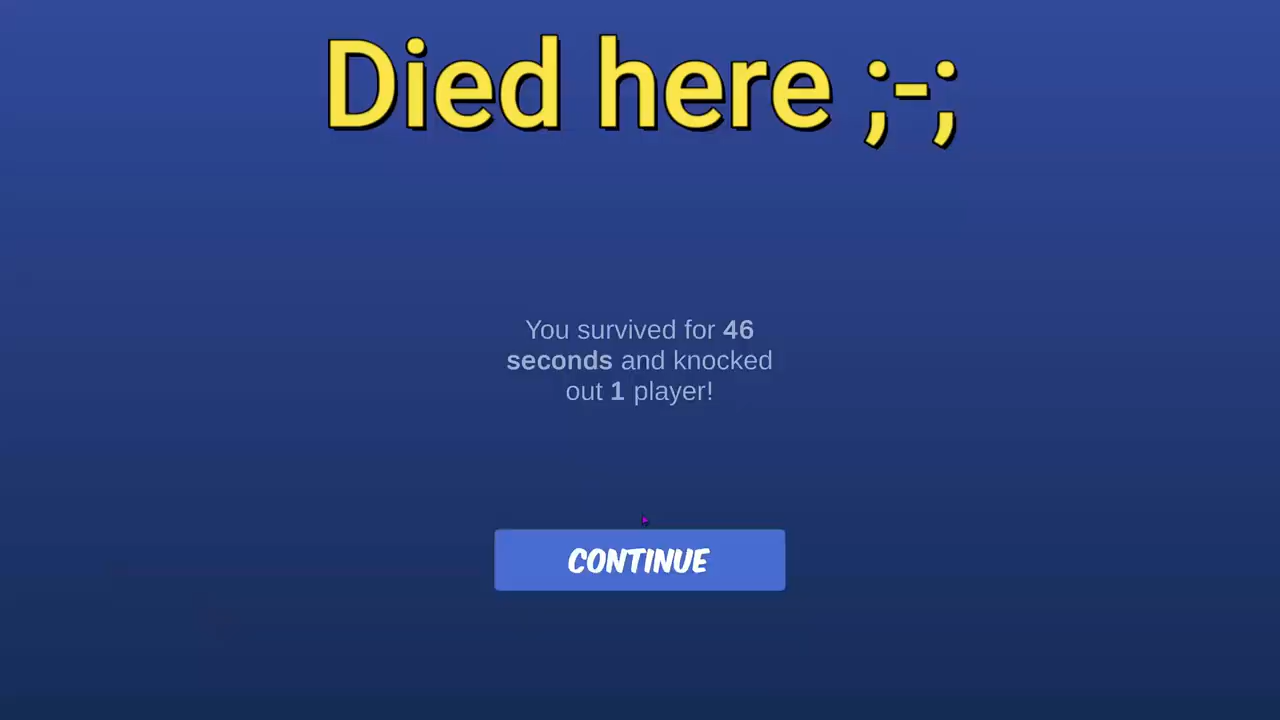 Died here ;-;
You survived for 46
seconds and knocked
out 1 player!
CONTINUE